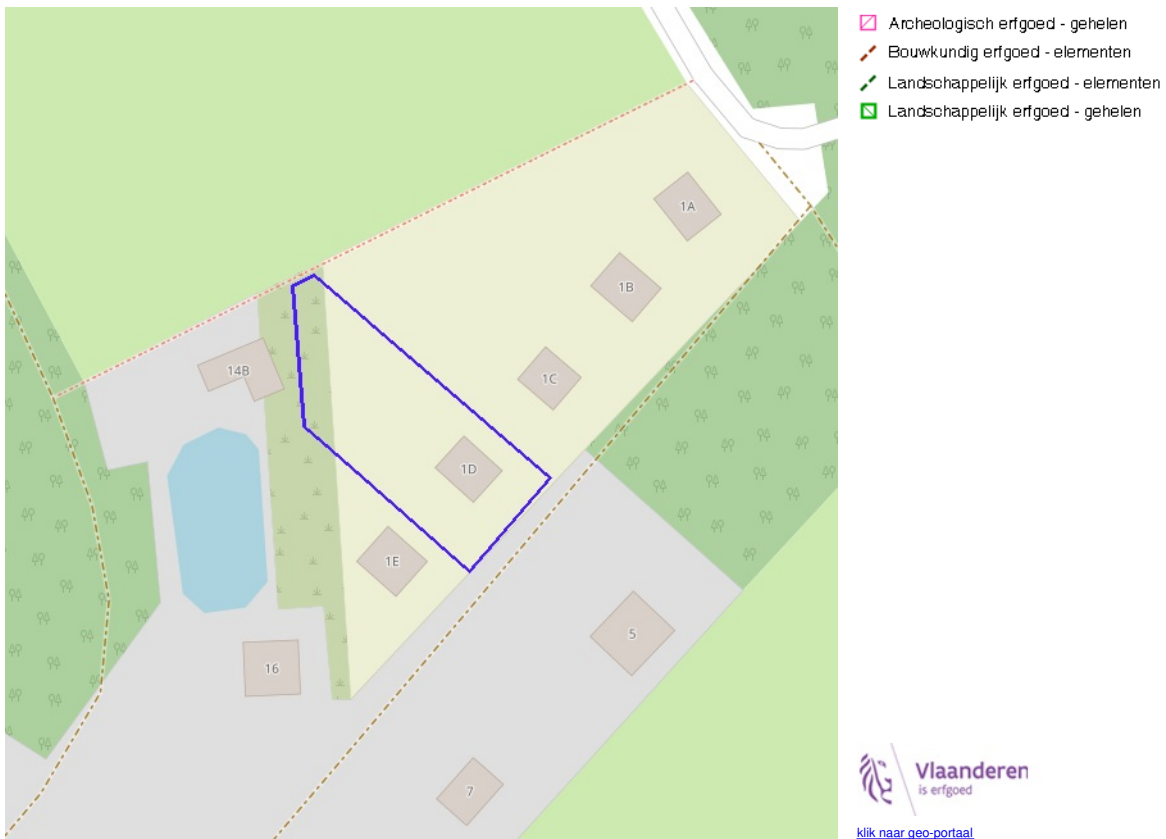 Archeologisch erfgoed - gehelen
Bouwkundig erfgoed - elementen
Landschappelijk erfgoed - elementen
Landschappelijk erfgoed - gehelen
1A
1B
14B
1C
1D
1E
5
16
7
Vlaanderen
is erfgoed
klik naar geo-portaal